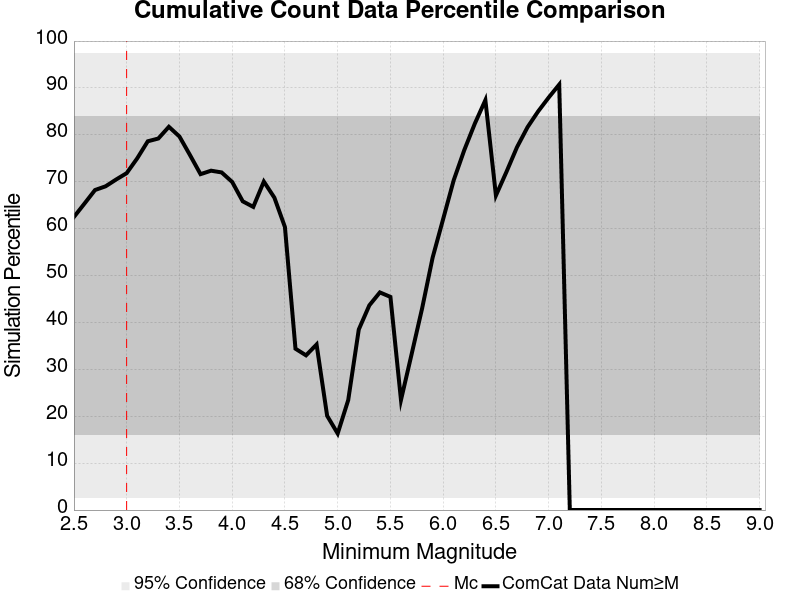 Cumulative Count Data Percentile Comparison
Simulation Percentile
100
90
80
70
60
50
40
30
20
10
0
2.5 3.0 3.5 4.0 4.5 5.0 5.5 6.0 6.5 7.0 7.5 8.0 8.5 9.0
Minimum Magnitude
95% Confidence 68% Confidence Mc ComCat Data Num≥M